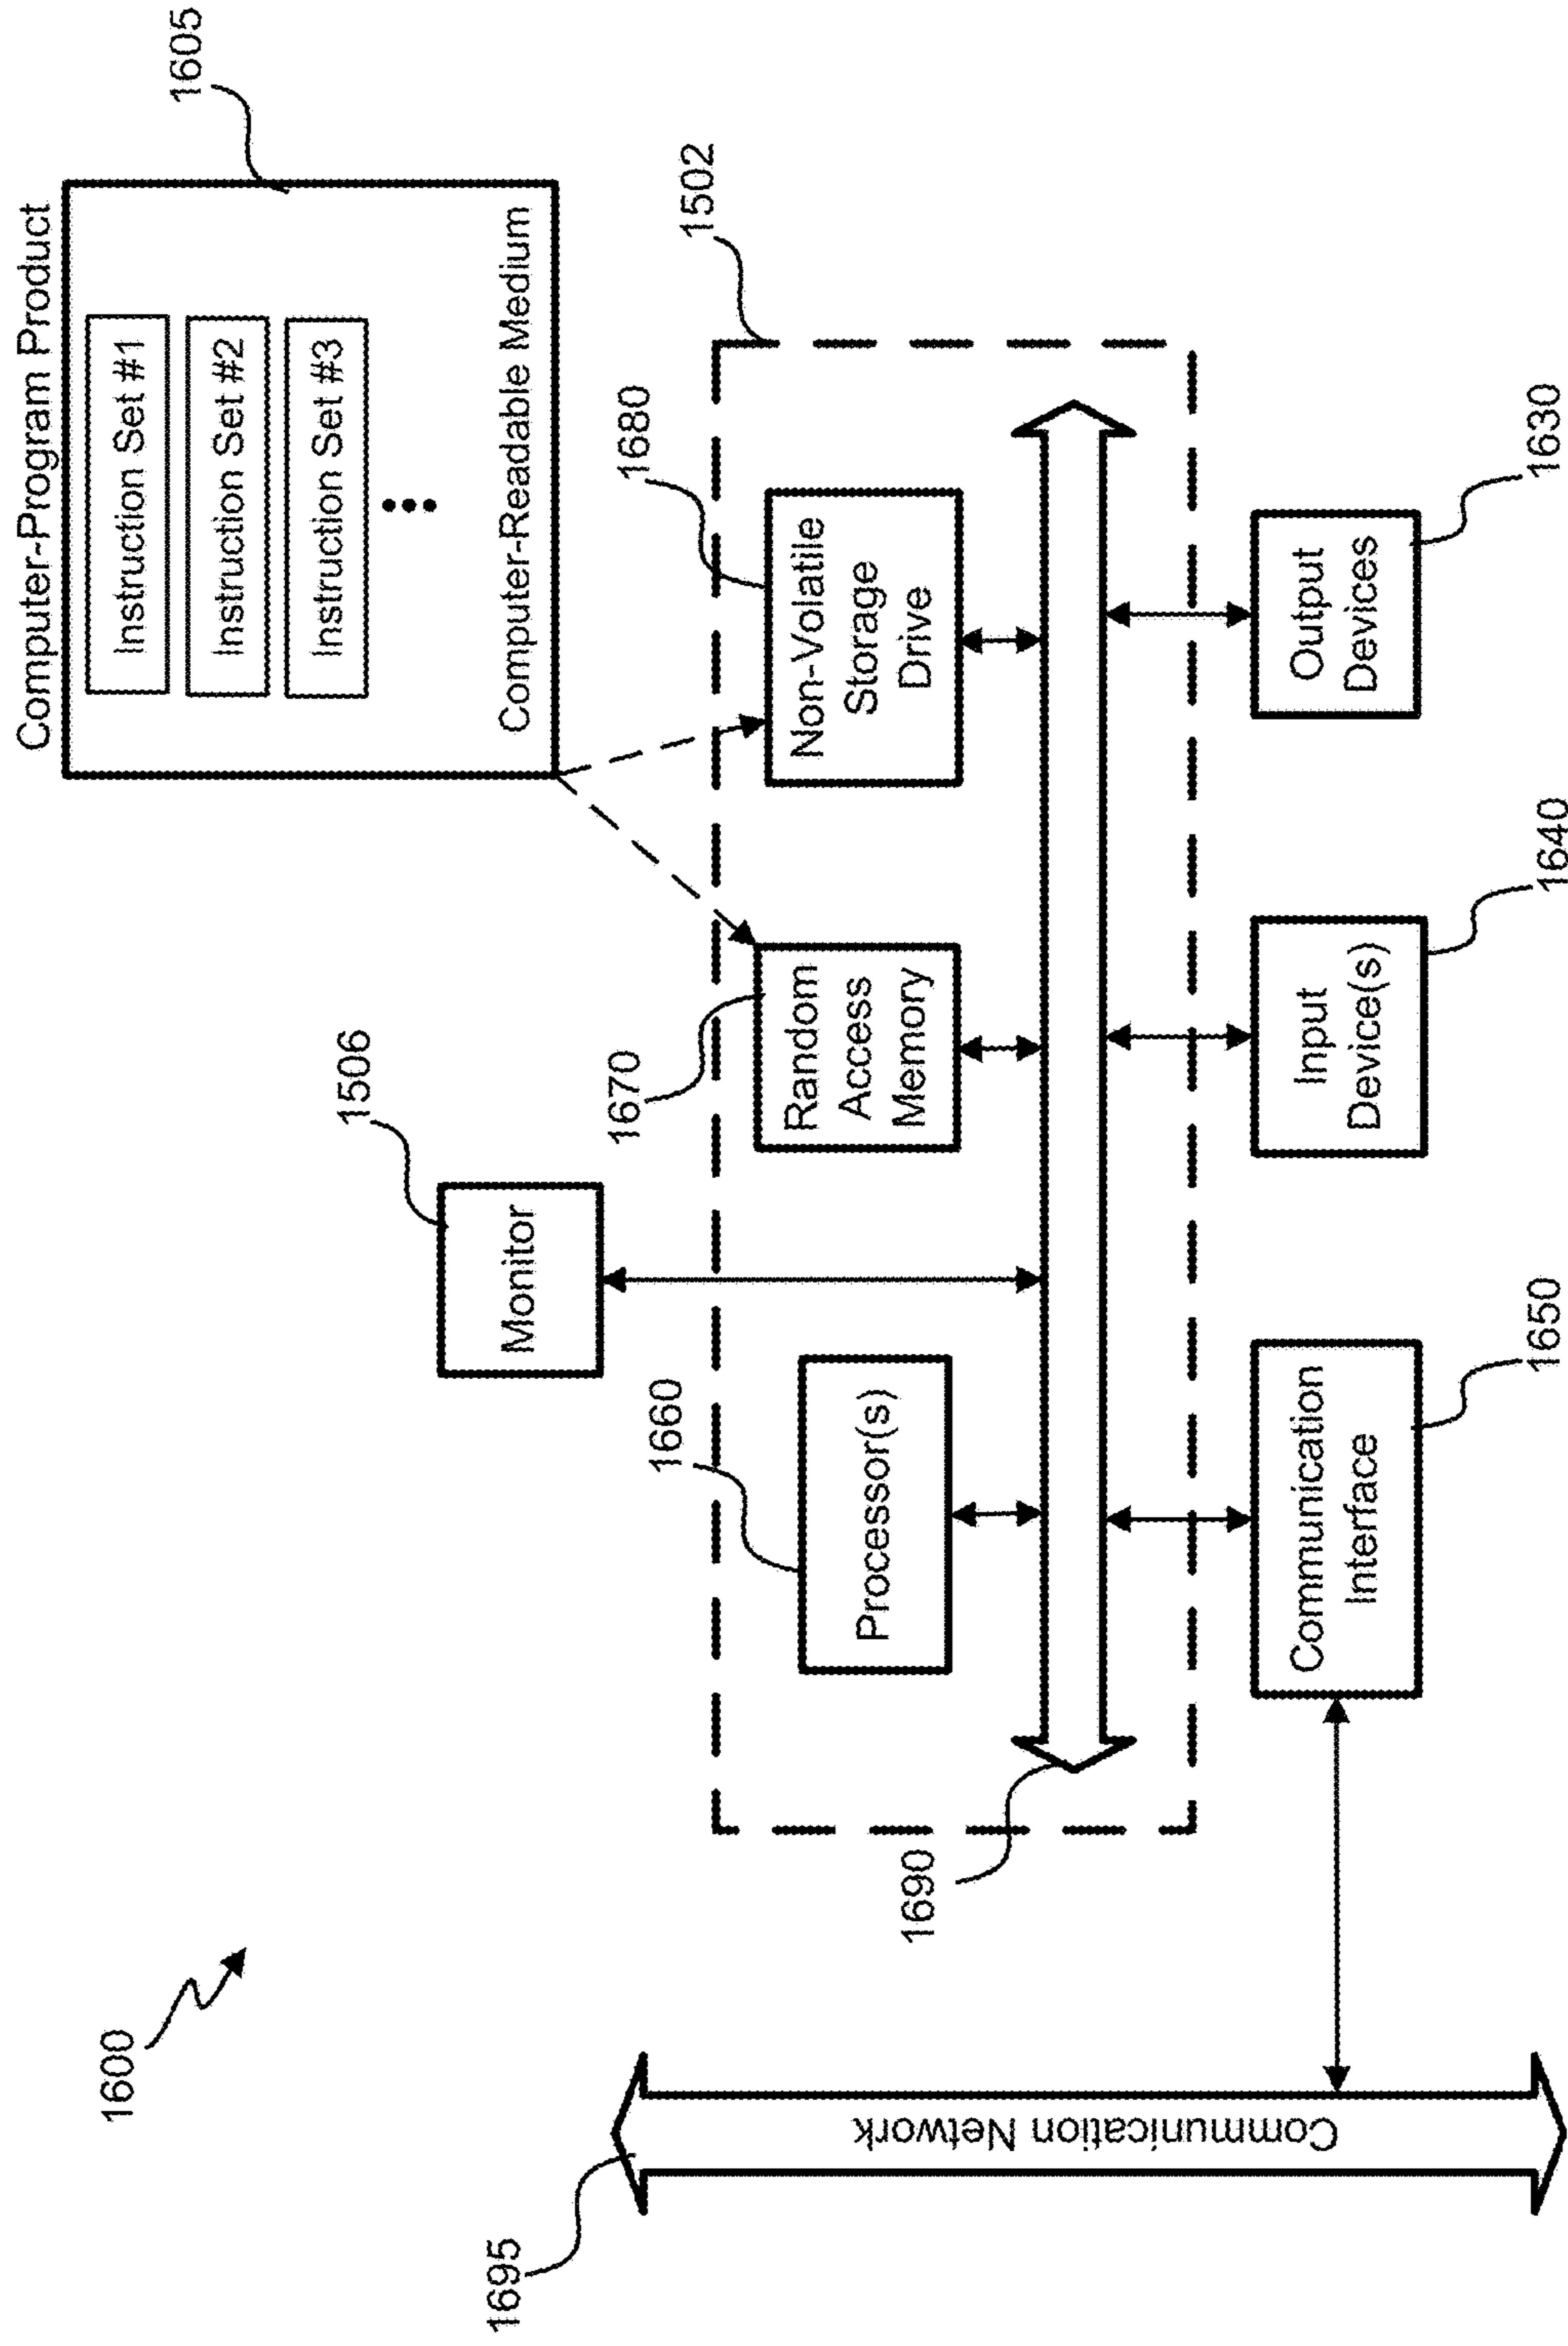 1600
Computer-Program Product
Instruction Set #1
Instruction Set #2
Instruction Set #3
Computer-Readable Medium
1605
Monitor
1506
1502
1660
Processor(s)
1670
Random
Access
Memory
1680
Non-Volatile
Storage
Drive
1690
1695
Communication Network
Communication
Interface
1650
Input
Device(s)
1640
Output
Devices
1630